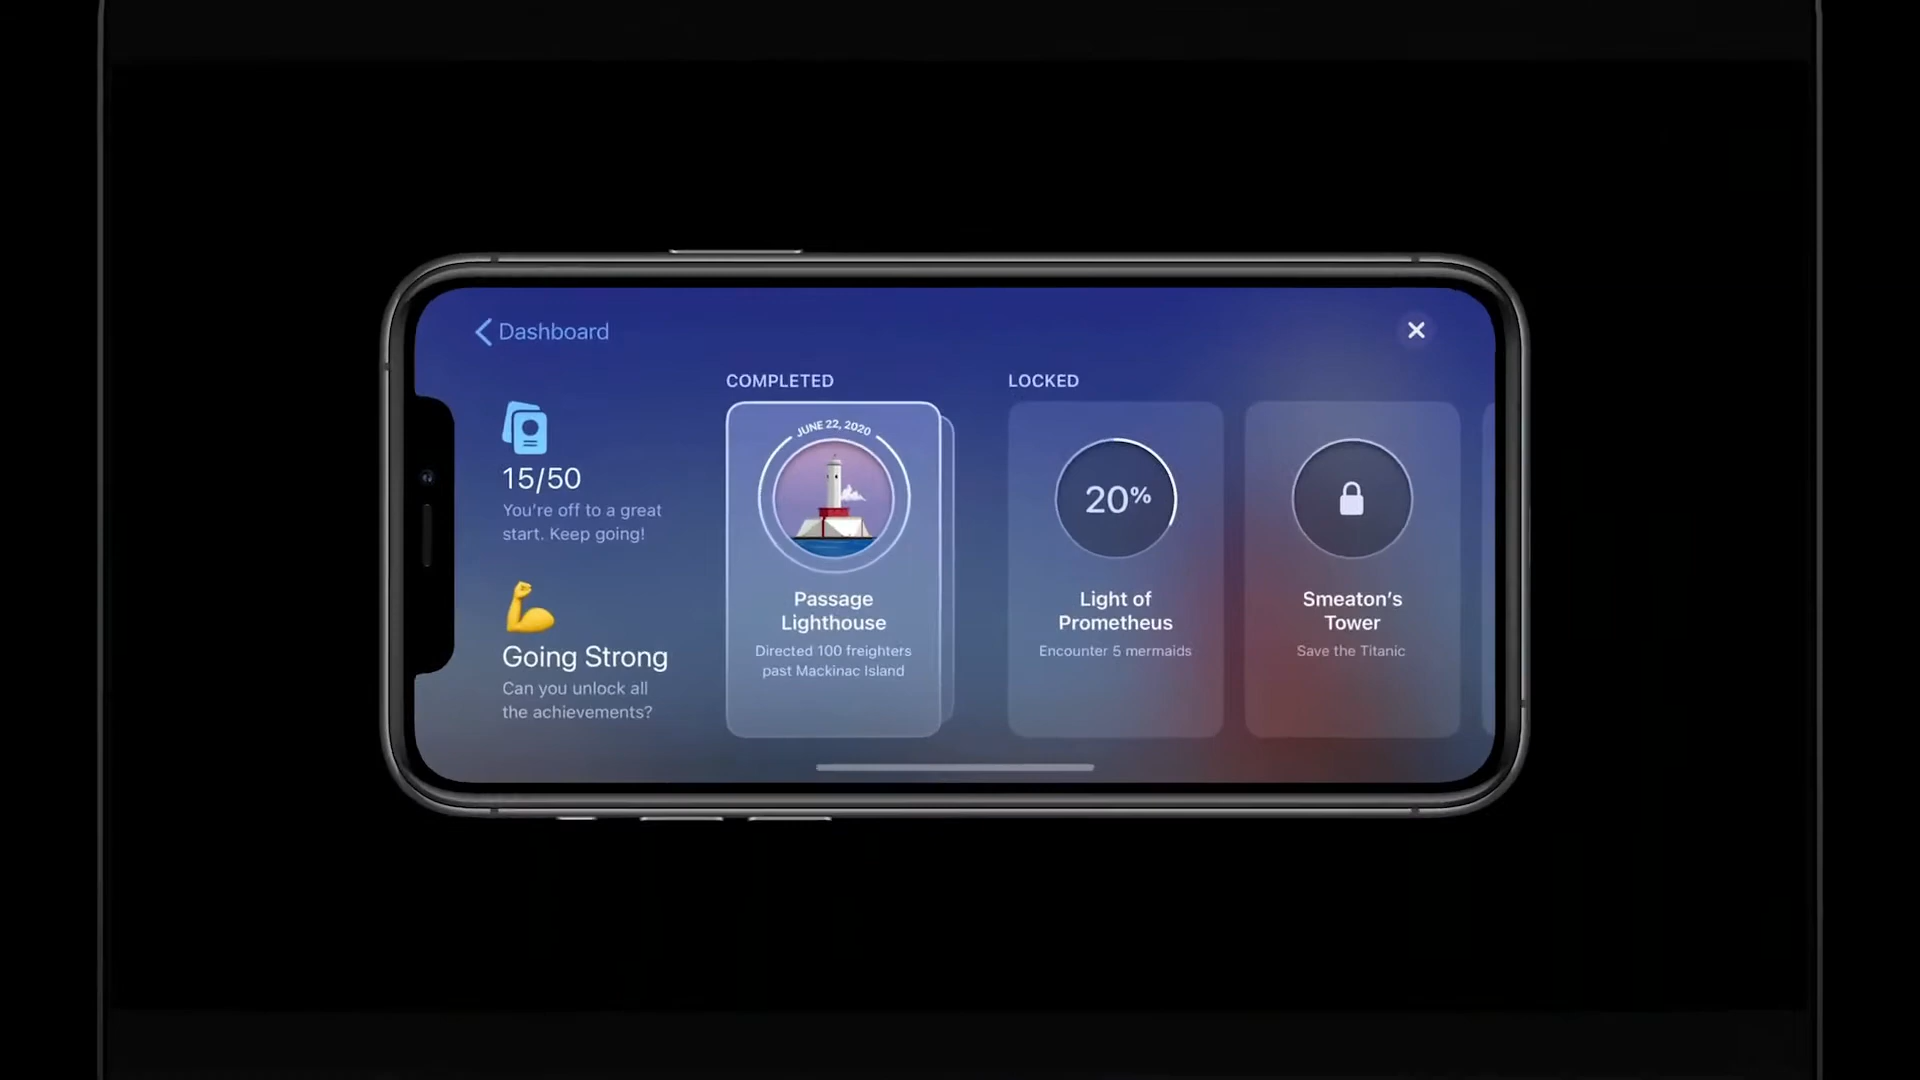 Dashboard
15/50
You're off to a great
start. Keep going!
Going Strong
Can you unlock all
the achievements?
COMPLETED
JUNE 22, 2020
Passage
Lighthouse
Directed 100 freighters
past Mackinac Island
LOCKED
20%
Light of
Prometheus
Encounter 5 mermaids
Smeaton's
Tower
Save the Titanic